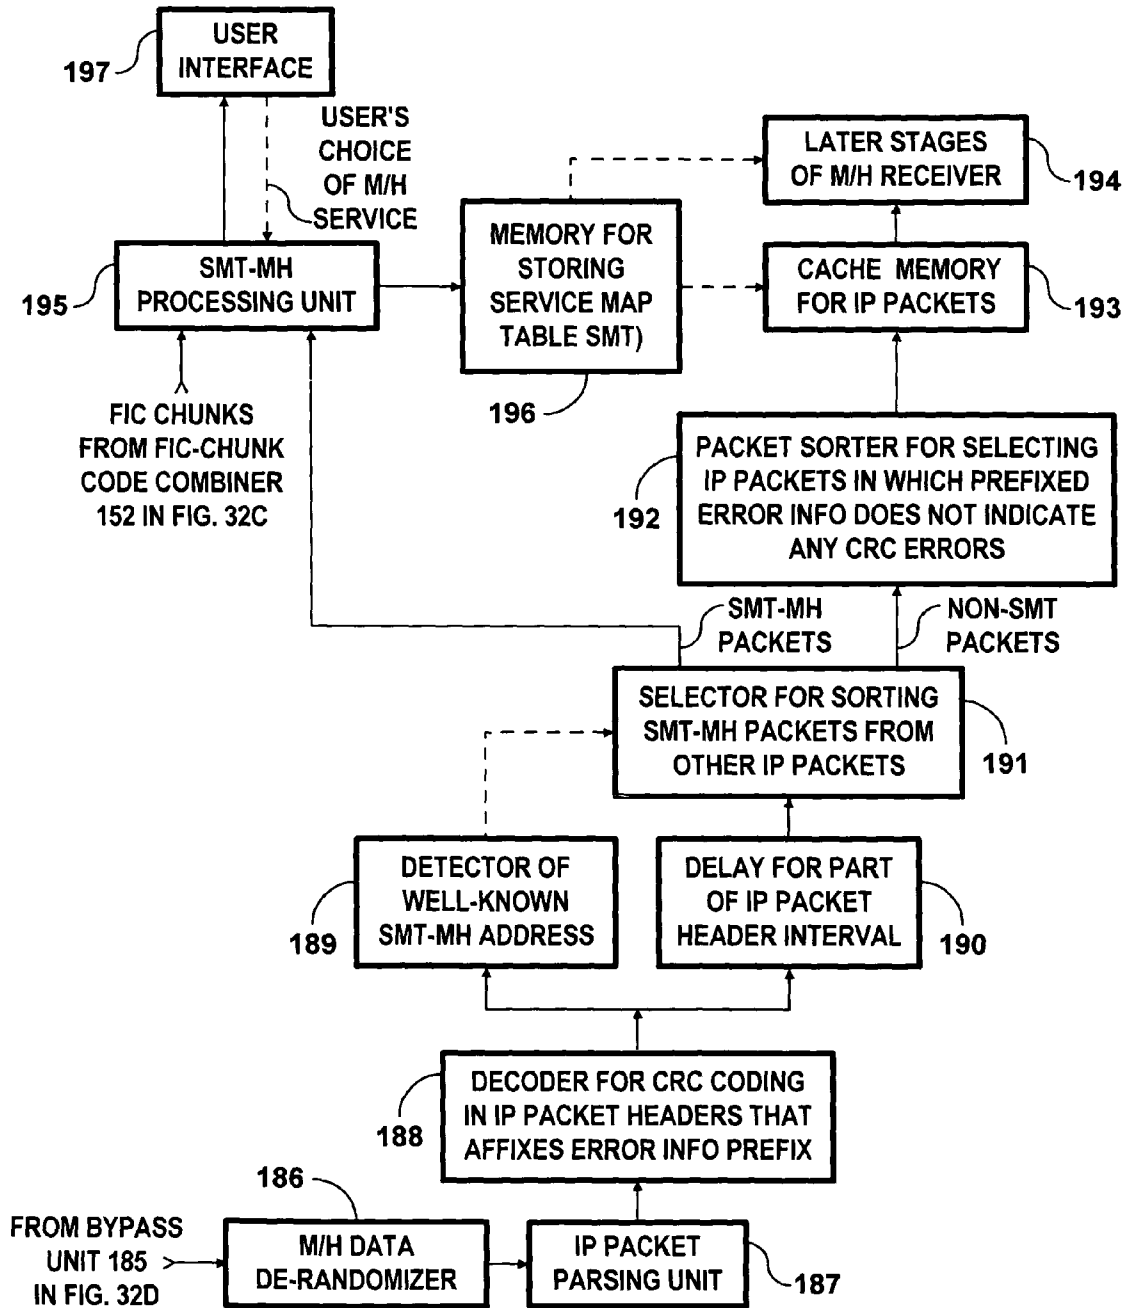 USER
INTERFACE
197
USER'S
CHOICE
OF M/H
SERVICE
LATER STAGES
OF M/H RECEIVER
194
SMT-MH
PROCESSING UNIT
195
MEMORY FOR
STORING
SERVICE MAP
TABLE SMT)
196
CACHE MEMORY
FOR IP PACKETS
193
FIC CHUNKS
FROM FIC-CHUNK
CODE COMBINER
152 IN FIG. 32C
PACKET SORTER FOR SELECTING
IP PACKETS IN WHICH PREFIXED
ERROR INFO DOES NOT INDICATE
ANY CRC ERRORS
192
SMT-MH
PACKETS
NON-SMT
PACKETS
SELECTOR FOR SORTING
SMT-MH PACKETS FROM
OTHER IP PACKETS
191
DETECTOR OF
WELL-KNOWN
SMT-MH ADDRESS
189
DELAY FOR PART
OF IP PACKET
HEADER INTERVAL
190
DECODER FOR CRC CODING
IN IP PACKET HEADERS THAT
AFFIXES ERROR INFO PREFIX
188
186
FROM BYPASS
UNIT 185
IN FIG. 32D
M/H DATA
DE-RANDOMIZER
IP PACKET
PARSING UNIT
187